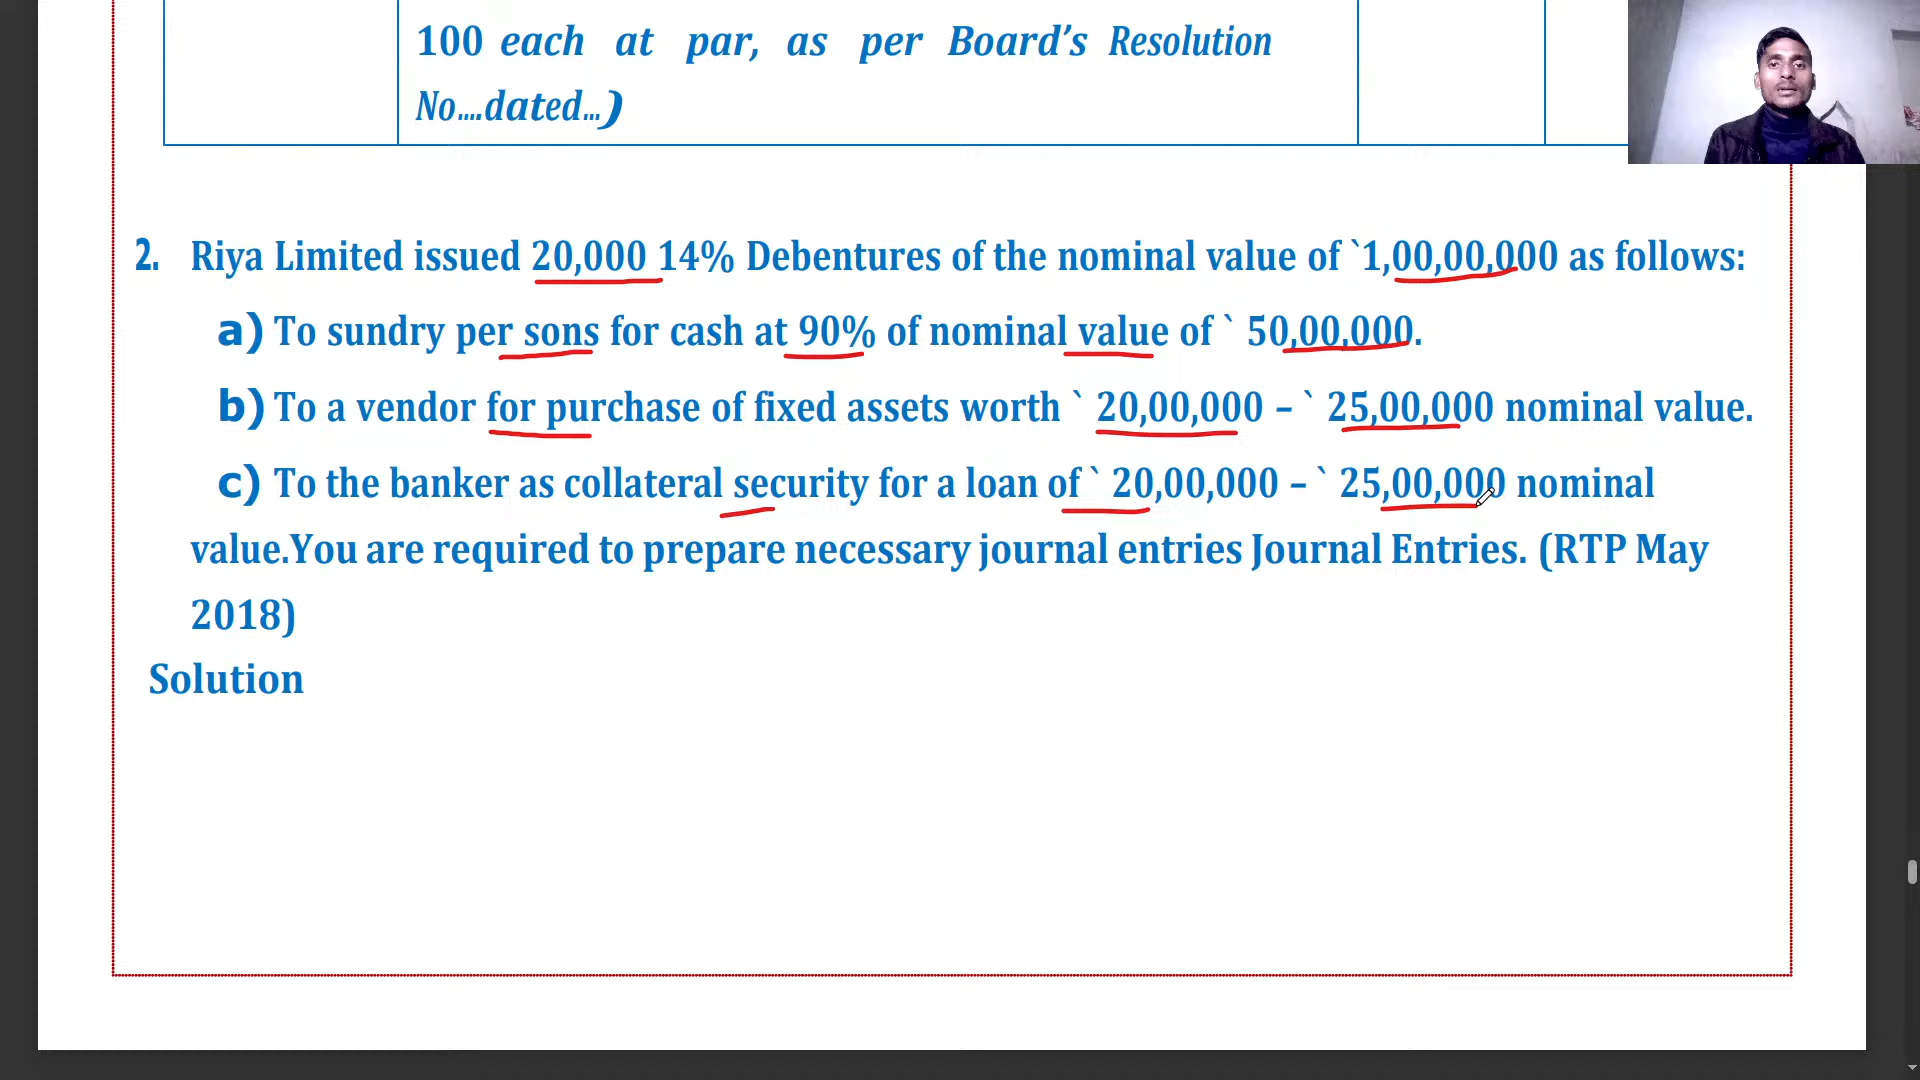 100 each at par, as per Board’s Resolution
No....dated...)
2. Riya Limited issued 20,000 14% Debentures of the nominal value of `1,00,00,000 as follows:
a) To sundry per sons for cash at 90% of nominal value of ` 50,00,000.
b) To a vendor for purchase of fixed assets worth ` 20,00,000 – ` 25,00,000 nominal value.
c) To the banker as collateral security for a loan of ` 20,00,000 – ` 25,00,000 nominal
value.You are required to prepare necessary journal entries Journal Entries. (RTP May
2018)
Solution